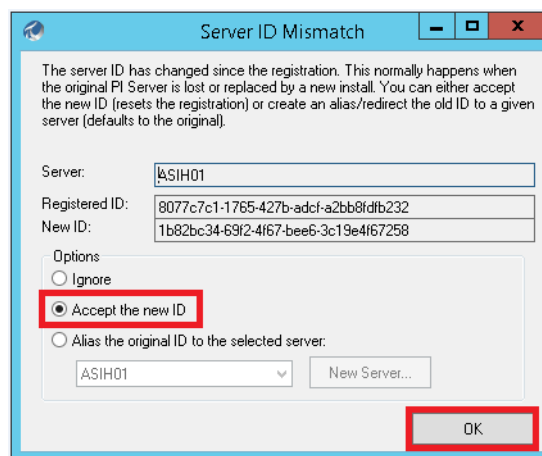 Server ID Mismatch
The server ID has changed since the registration. This normally happens when
the original PI Server is lost or replaced by a new install. You can either accept
the new ID (resets the registration) or create an alias/redirect the old ID to a given
server (defaults to the original).
Server: ASIH01
Registered ID: 8077c7c1-1765-427b-adcf-a2bb8fdfb232
New ID: 1b82bc34-69f2-4f67-bee6-3c19e4f67258
Options
Ignore
Accept the new ID
Alias the original ID to the selected server:
ASIH01 New Server...
OK